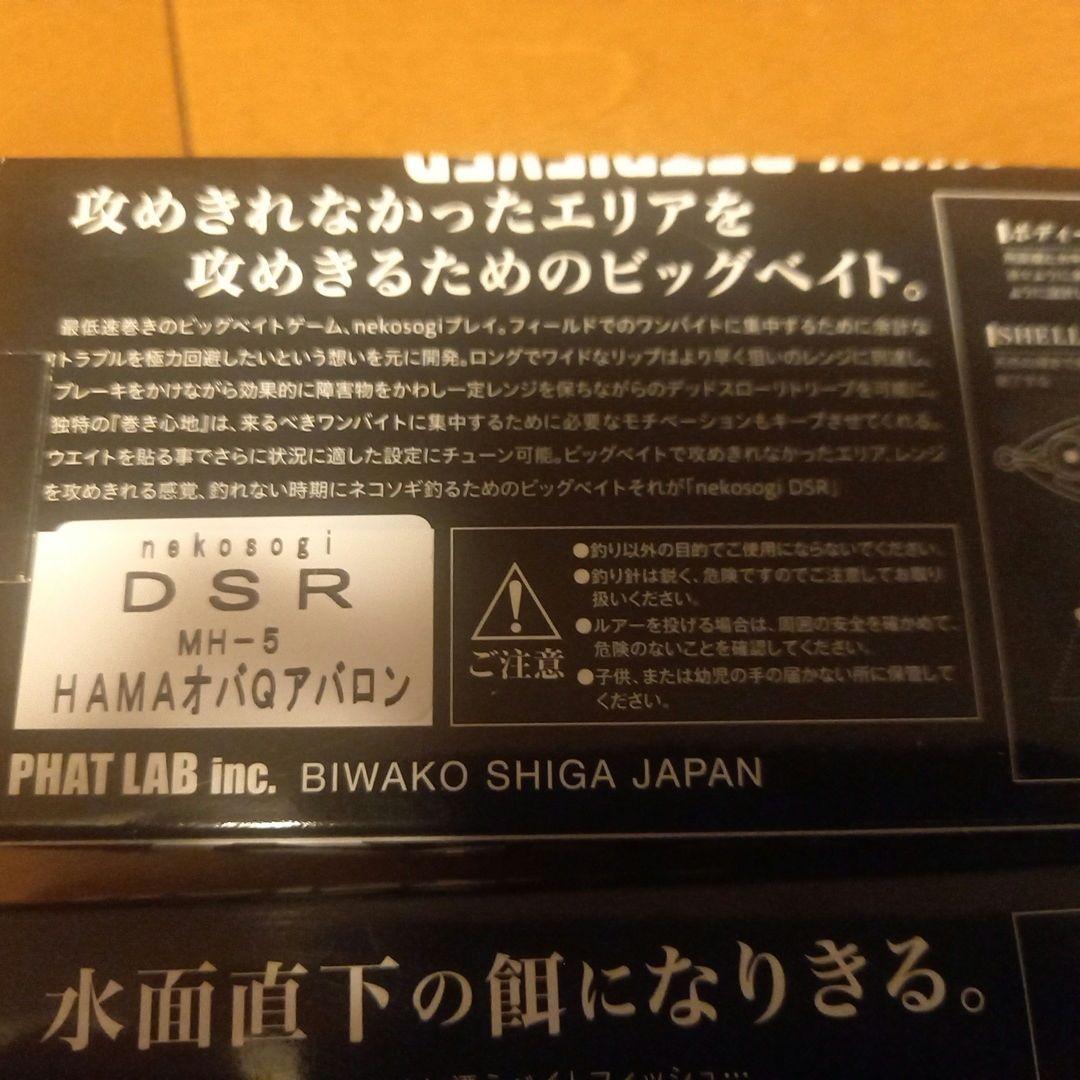 攻めきれなかったエリアを
攻めきるためのビッグベイト。
最低速巻きのビッグベイトゲーム、nekosogiプレイ。フィールドでのワンバイトに集中するために余計な
トラブルを極力回避したいという想いを元に開発。ロングでワイドなリップはより早く狙いのレンジに到達し、
ブレーキをかけながら効果的に障害物をかわし一定レンジを保ちながらのデッドスローリトリーブを可能に。
独特の『巻き心地』は、来るべきワンバイトに集中するために必要なモチベーションもキープさせてくれる。
ウエイトを貼る事でさらに状況に適した設定にチューン可能。ビッグベイトで攻めきれなかったエリア、レンジ
を攻めきれる感覚、釣れない時期にネコソギ釣るためのビッグベイトそれが「nekosogi DSR」
nekosogi
DSR
MH-5
HAMAオバQアバロン
ご注意
●釣り以外の目的でご使用にならないでください。
●釣り針は鋭く、危険ですのでご注意してお取り
扱いください。
●ルアーを投げる場合は、周囲の安全を確かめて、
危険のないことを確認してください。
●子供、または幼児の手の届かない所に保管して
ください。
PHAT LAB inc. BIWAKO SHIGA JAPAN
ボディー
SHELL
水面直下の餌になりきる。